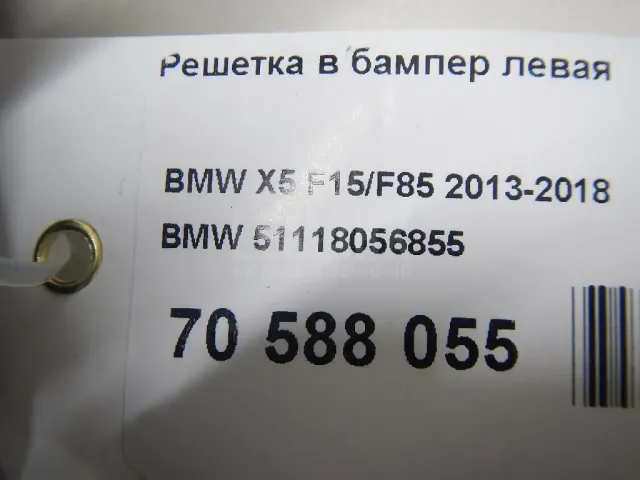 Решетка в бампер левая
BMW X5 F15/F85 2013-2018
BMW 51118056855
70 588 055